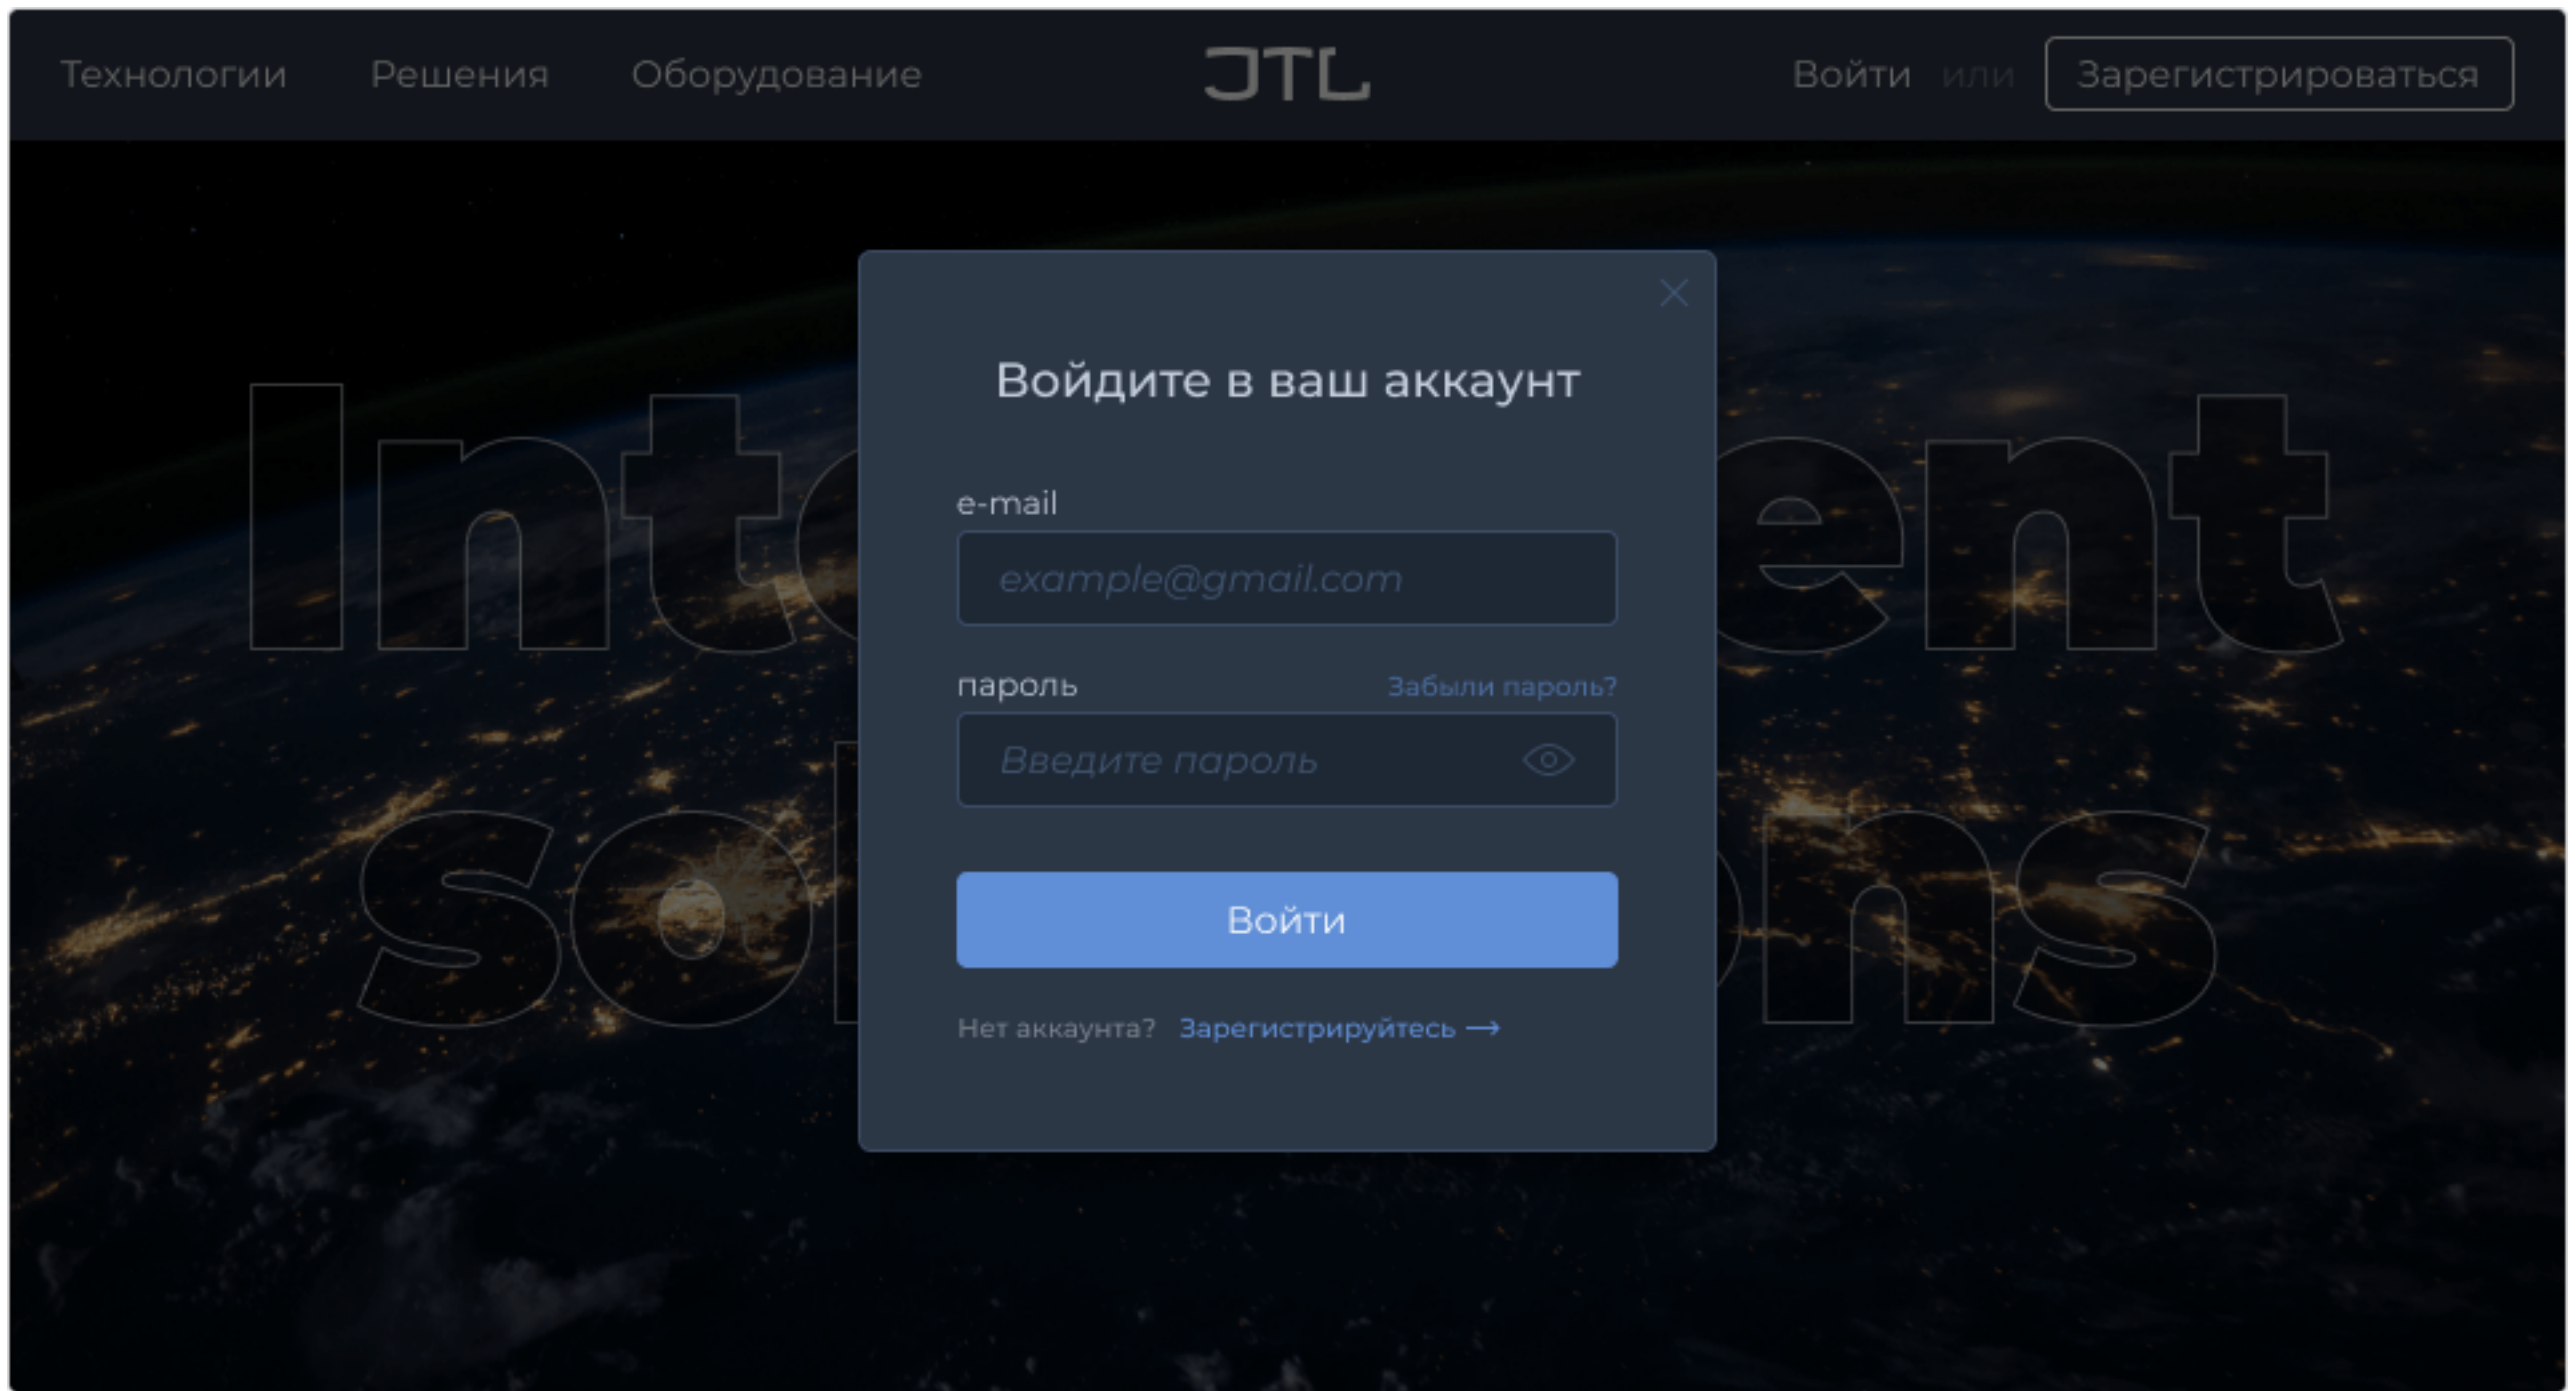 Технологии Решения Оборудование JTL Войти или Зарегистрироваться
Войдите в ваш аккаунт
e-mail
example@gmail.com
пароль Забыли пароль?
Введите пароль
Войти
Нет аккаунта? Зарегистрируйтесь →